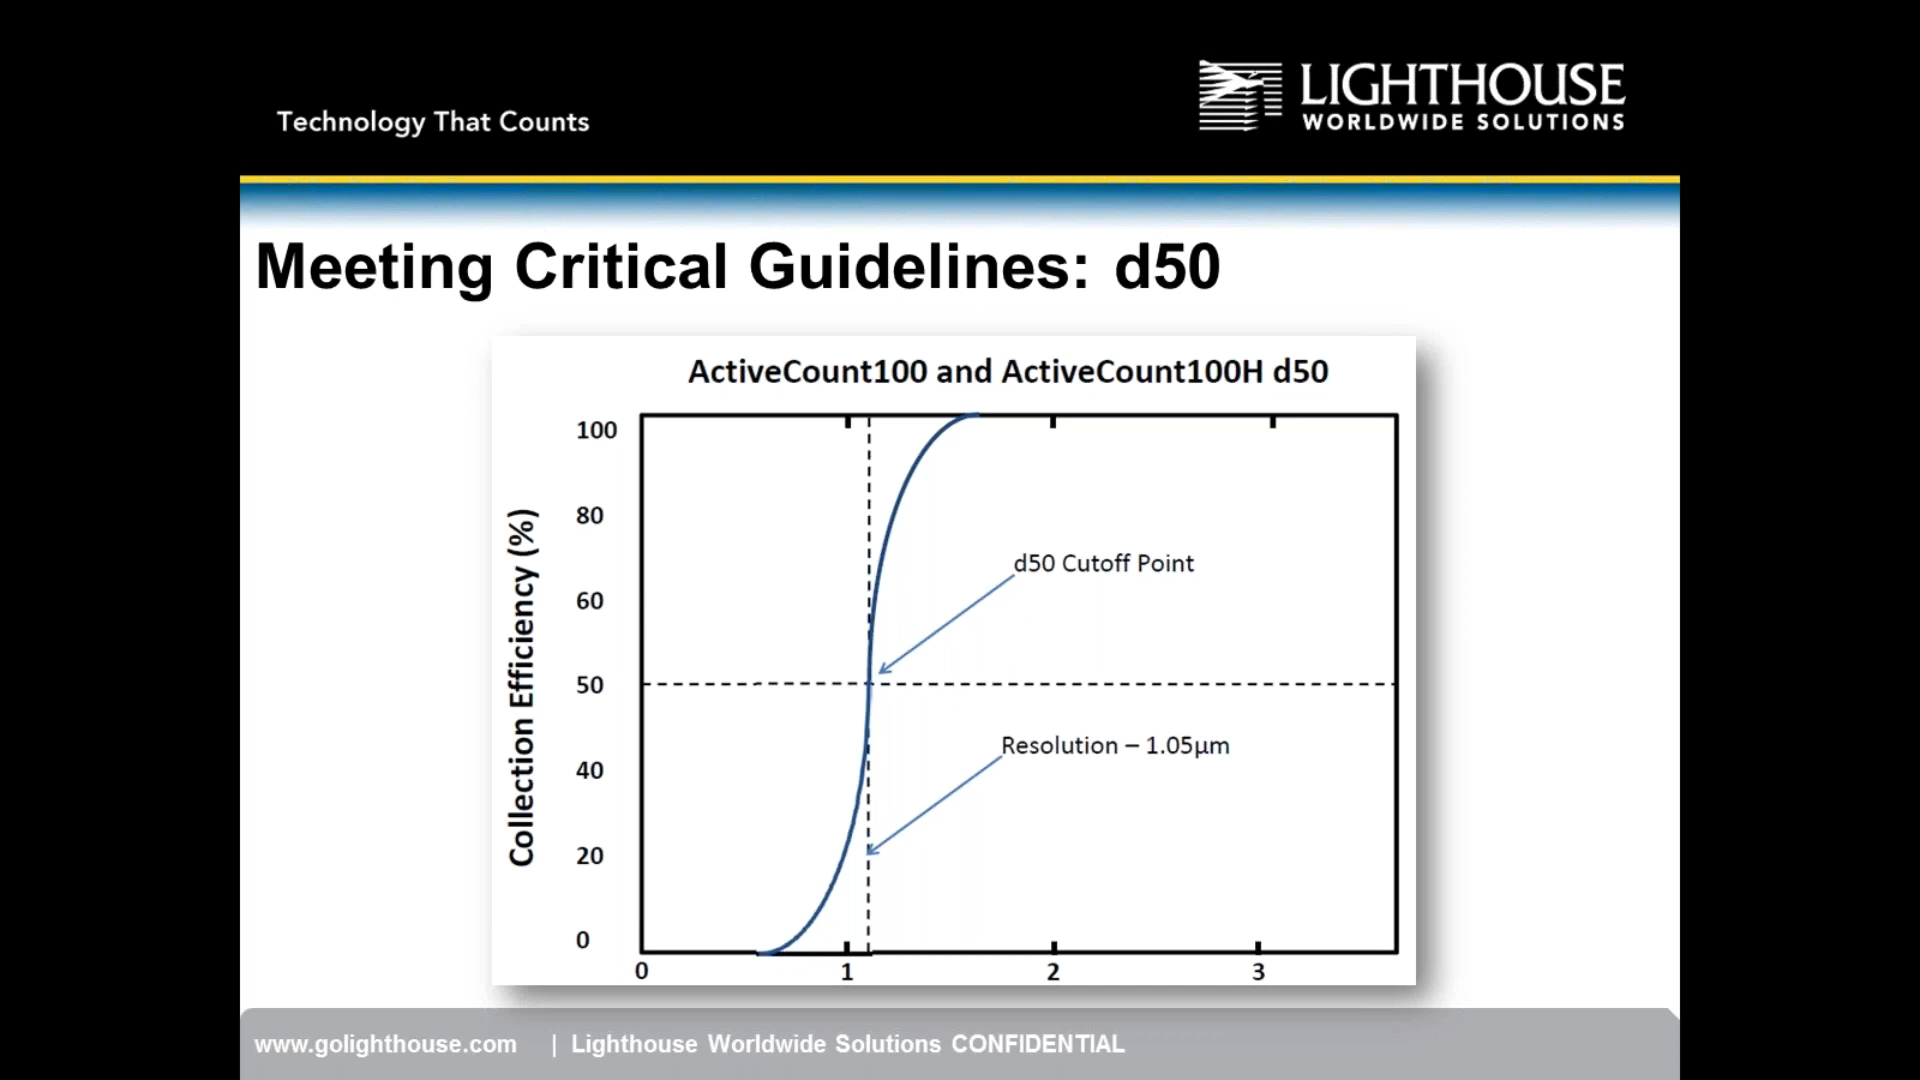 Technology That Counts
LIGHTHOUSE
WORLDWIDE SOLUTIONS
Meeting Critical Guidelines: d50
ActiveCount100 and ActiveCount100H d50
Collection Efficiency (%)
100
80
60
50
40
20
0
d50 Cutoff Point
Resolution – 1.05µm
0 1 2 3
www.golighthouse.com | Lighthouse Worldwide Solutions CONFIDENTIAL